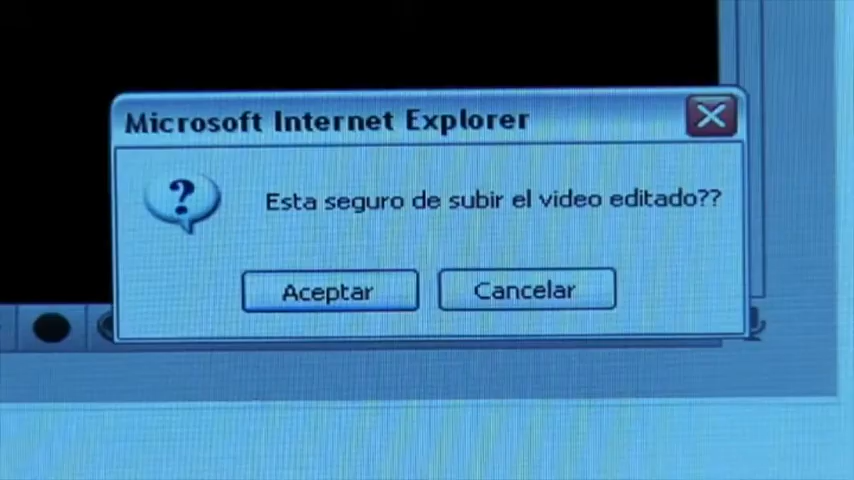 Microsoft Internet Explorer
Esta seguro de subir el video editado??
Aceptar
Cancelar